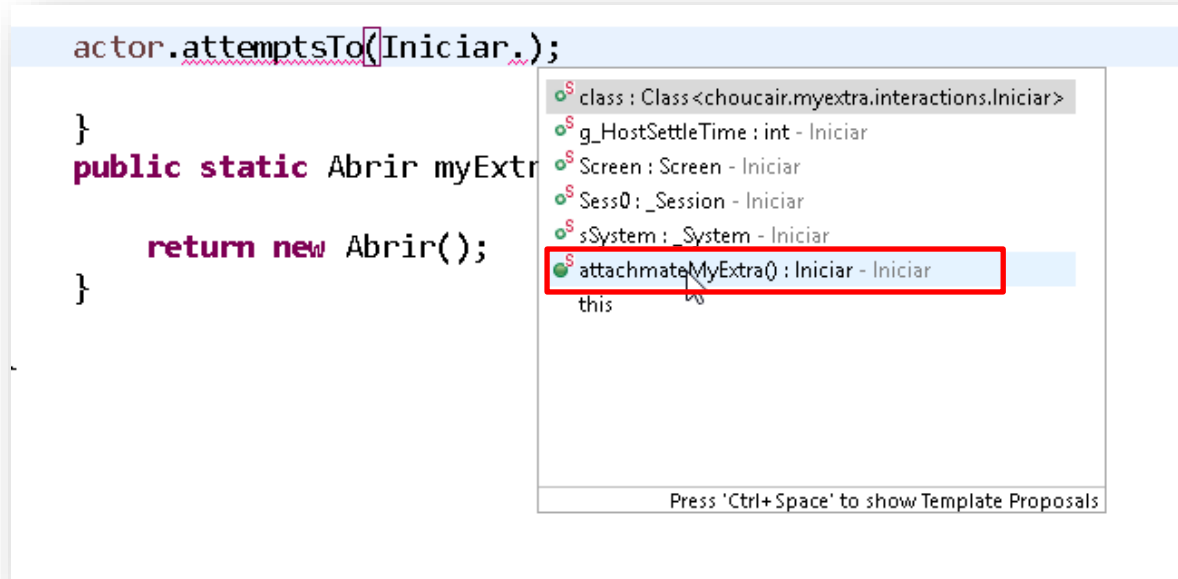 actor.attemptsTo(Iniciar.);
class : Class<choucair.myextra.interactions.Iniciar>
}
g_HostSettleTime : int - Iniciar
public static Abrir myExtr
Screen : Screen - Iniciar
Sess0 : _Session - Iniciar
return new Abrir();
sSystem : _System - Iniciar
}
attachmateMyExtra() : Iniciar - Iniciar
this
Press 'Ctrl+Space' to show Template Proposals